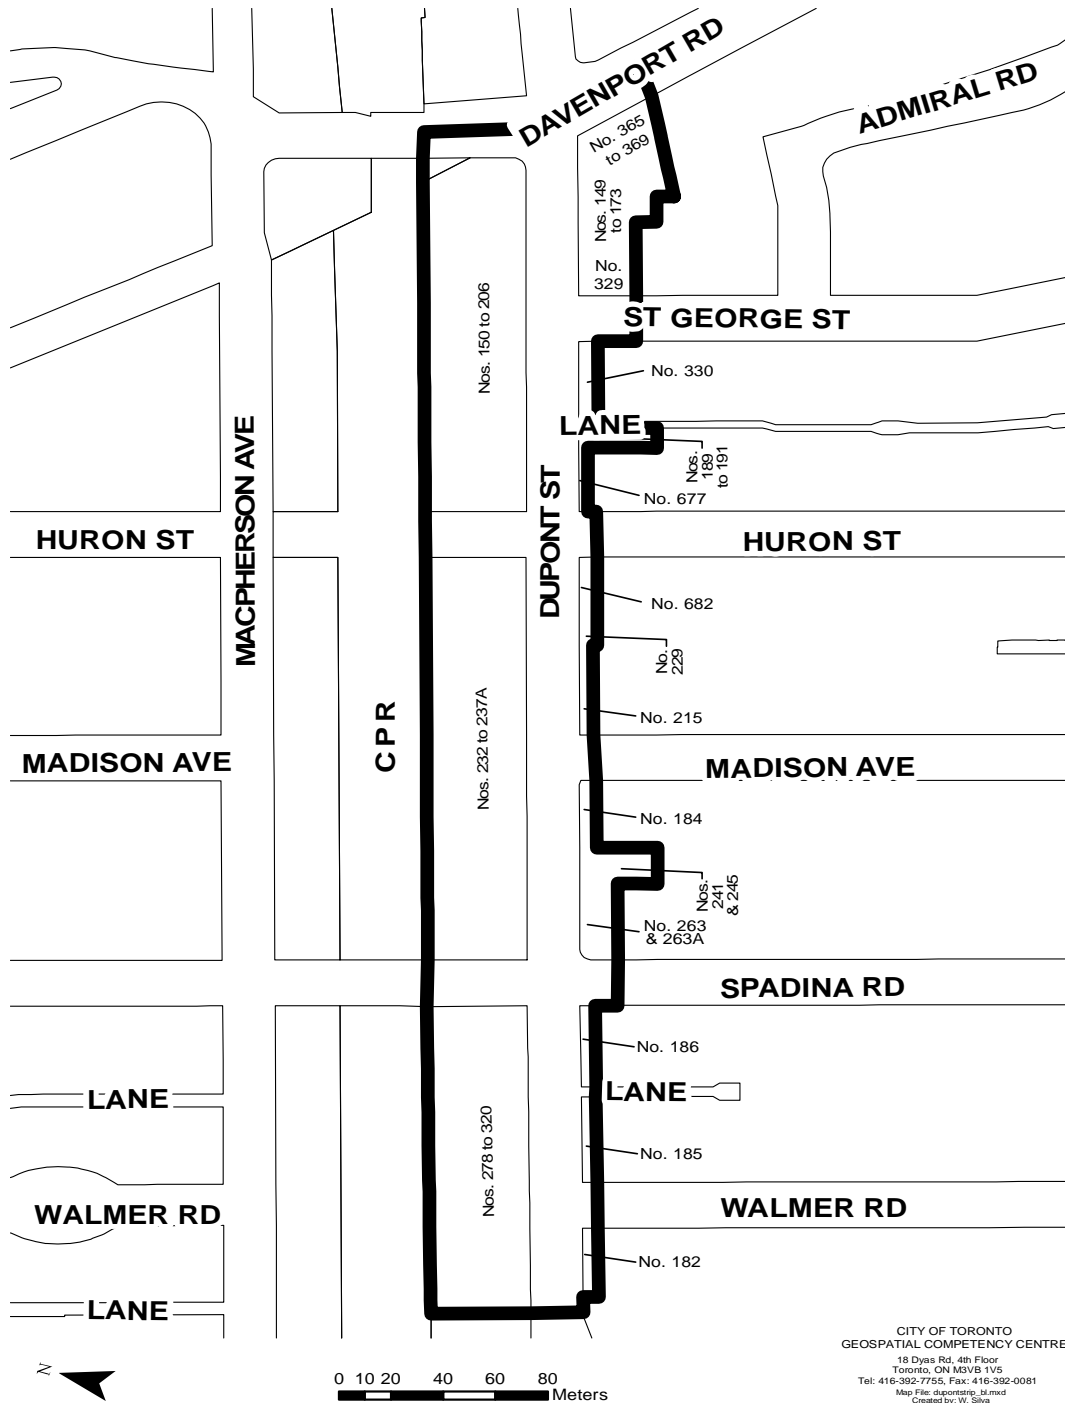 DAVENPORT RD
ADMIRAL RD
No. 365
to 369
Nos. 149
to 173
No.
329
Nos. 150 to 206
ST GEORGE ST
No. 330
LANE
Nos.
189
to 191
No. 677
MACPHERSON AVE
DUPONT ST
HURON ST
HURON ST
No. 682
No.
229
CPR
Nos. 232 to 237A
No. 215
MADISON AVE
MADISON AVE
No. 184
Nos.
241
& 245
No. 263
& 263A
SPADINA RD
No. 186
LANE
LANE
Nos. 278 to 320
No. 185
WALMER RD
WALMER RD
No. 182
LANE
N
0 10 20 40 60 80
Meters
CITY OF TORONTO
GEOSPATIAL COMPETENCY CENTRE
18 Dyas Rd, 4th Floor
Toronto, ON M3VB 1V5
Tel: 416-392-7755, Fax: 416-392-0081
Map File: dupontstrip_bl.mxd
Created by: W. Silva